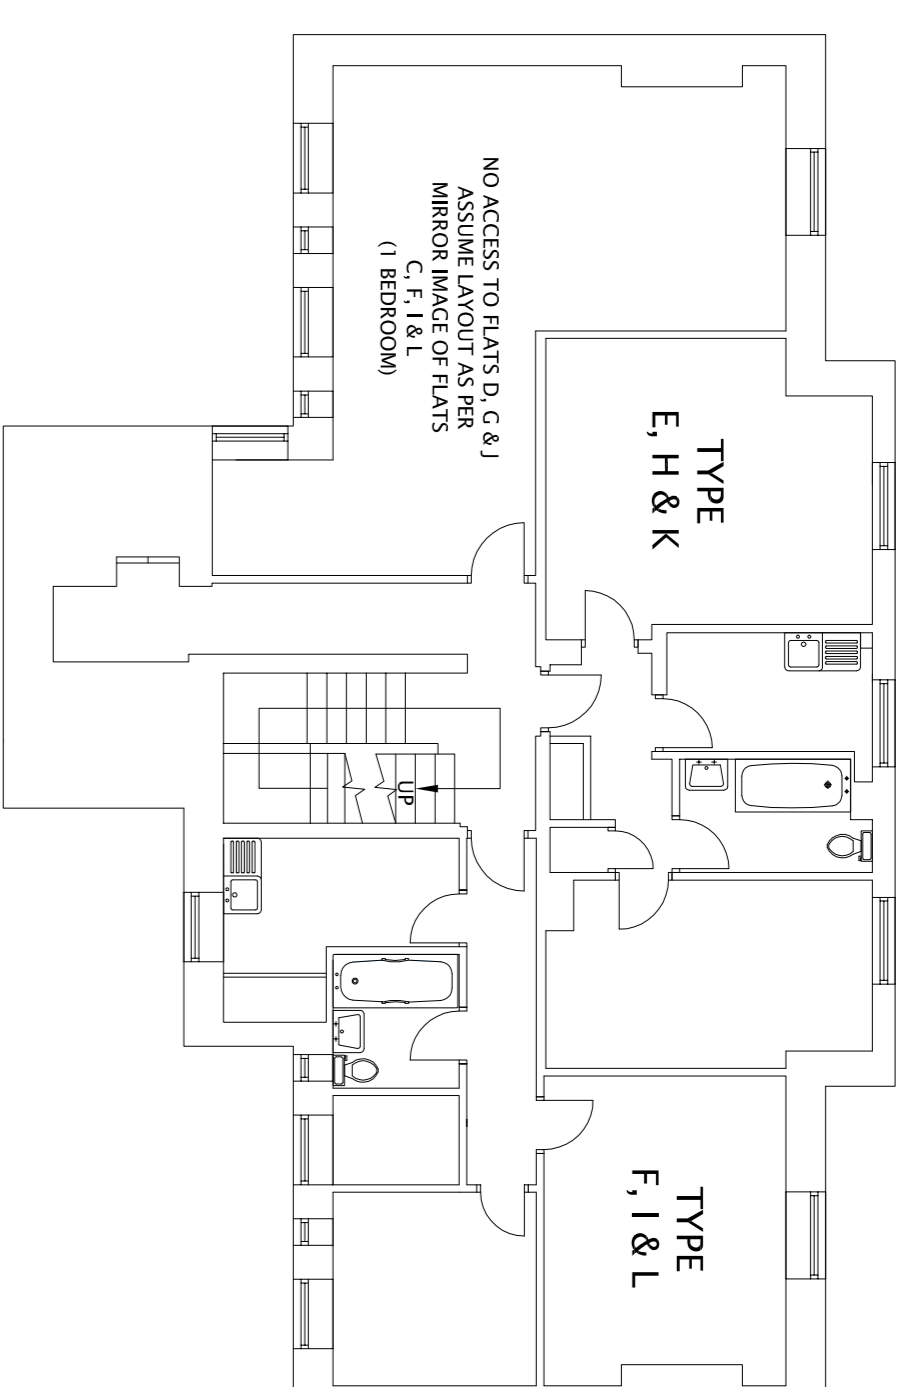 NO ACCESS TO FLATS D, G & J
ASSUME LAYOUT AS PER
MIRROR IMAGE OF FLATS
C, F, I & L
(1 BEDROOM)
TYPE
E, H & K
UP
TYPE
F, I & L